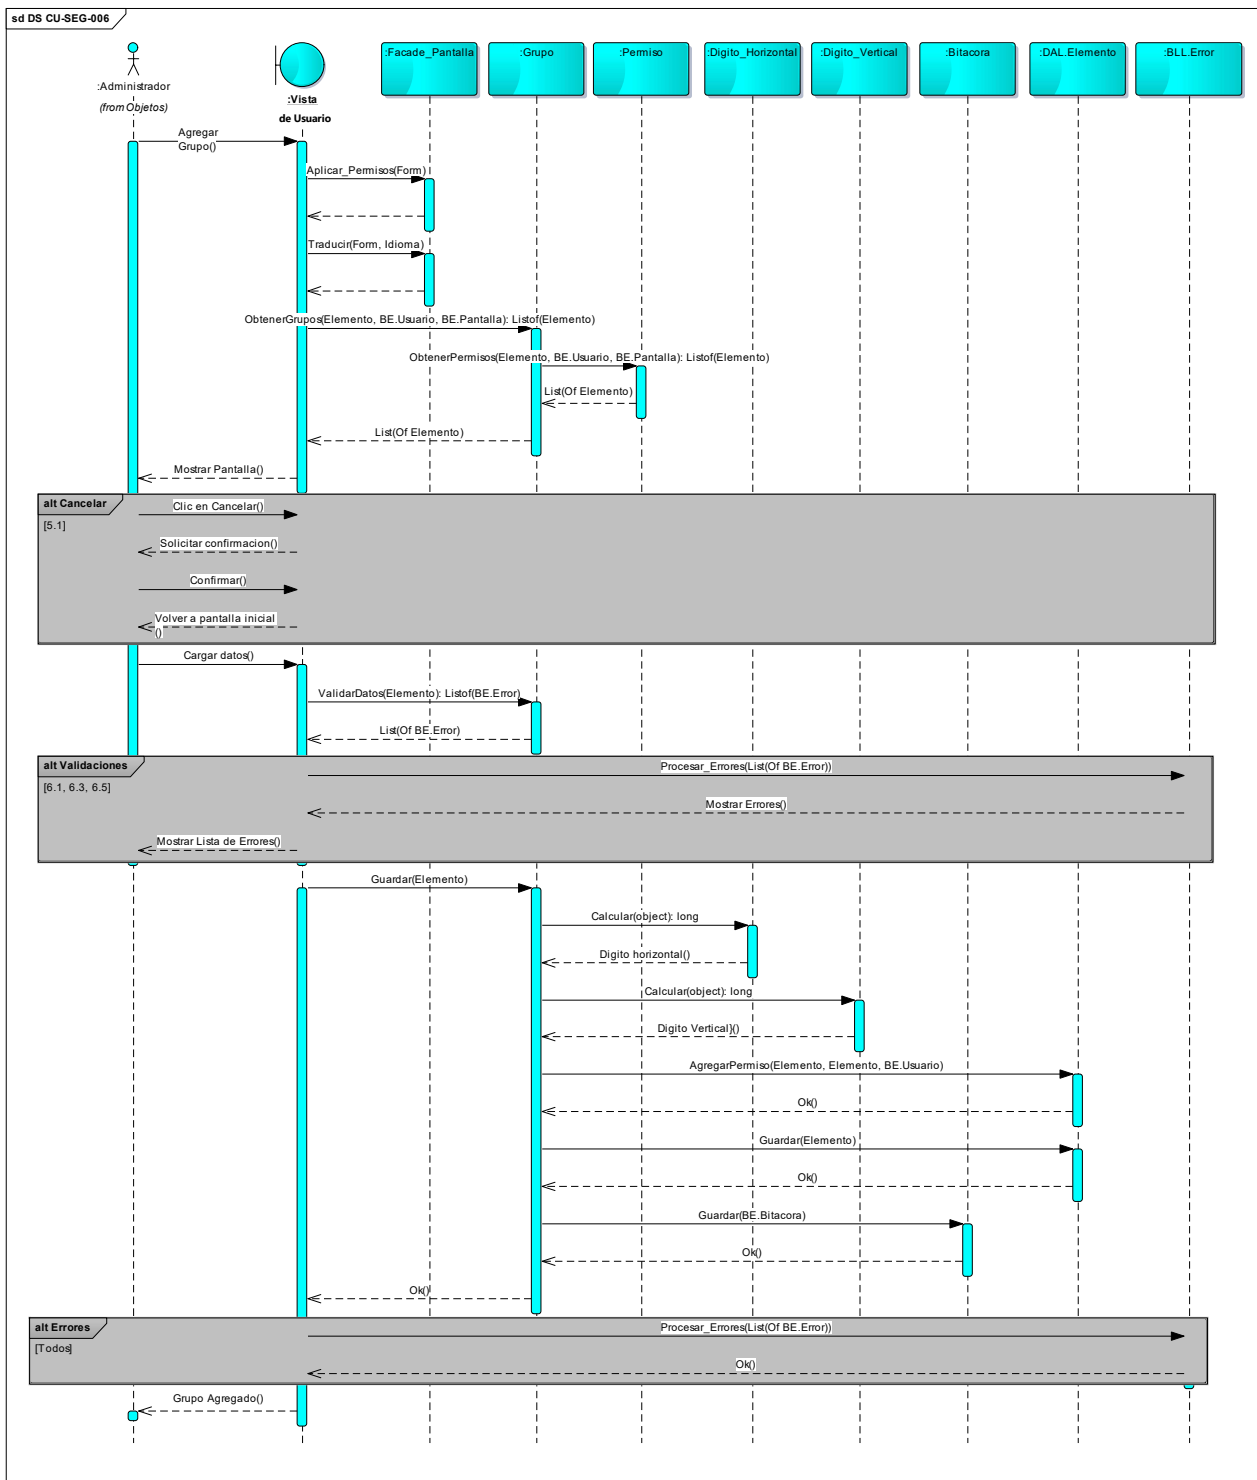 sd DS CU-SEG-006
:Administrador
(from Objetos)
:Vista
de Usuario
:Facade_Pantalla
:Grupo
:Permiso
:Digito_Horizontal
:Digito_Vertical
:Bitacora
:DAL.Elemento
:BLL.Error
Agregar
Grupo()
Aplicar_Permisos(Form)
Traducir(Form, Idioma)
ObtenerGrupos(Elemento, BE.Usuario, BE.Pantalla): Listof(Elemento)
ObtenerPermisos(Elemento, BE.Usuario, BE.Pantalla): Listof(Elemento)
List(Of Elemento)
List(Of Elemento)
Mostrar Pantalla()
alt Cancelar
Clic en Cancelar()
[5.1]
Solicitar confirmacion()
Confirmar()
Volver a pantalla inicial
()
Cargar datos()
ValidarDatos(Elemento): Listof(BE.Error)
List(Of BE.Error)
alt Validaciones
Procesar_Errores(List(Of BE.Error))
[6.1, 6.3, 6.5]
Mostrar Errores()
Mostrar Lista de Errores()
Guardar(Elemento)
Calcular(object): long
Digito horizontal()
Calcular(object): long
Digito Vertical}()
AgregarPermiso(Elemento, Elemento, BE.Usuario)
Ok()
Guardar(Elemento)
Ok()
Guardar(BE.Bitacora)
Ok()
Ok()
alt Errores
Procesar_Errores(List(Of BE.Error))
[Todos]
Ok()
Grupo Agregado()